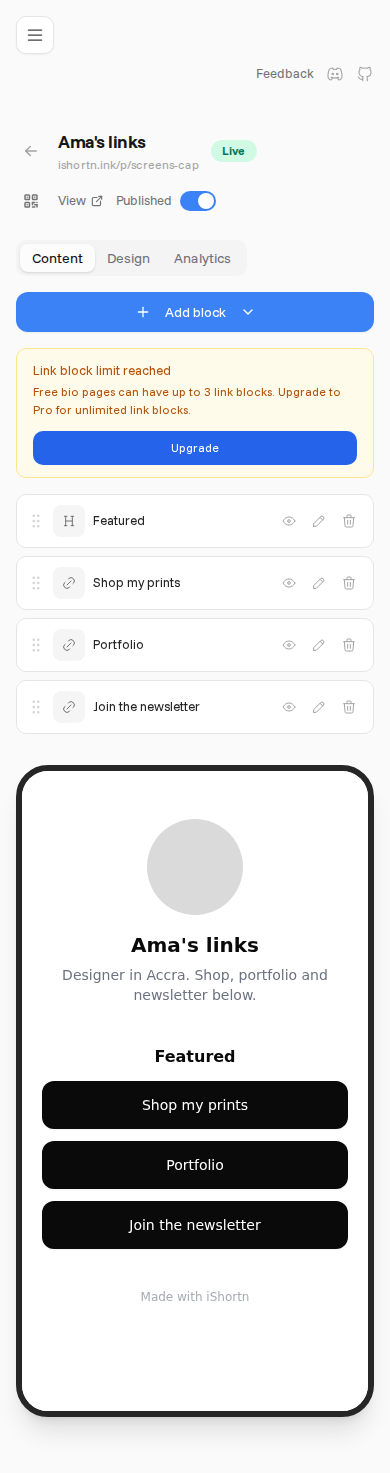 Feedback
Ama's links
Live
ishortn.ink/p/screens-cap
View
Published
Content
Design
Analytics
Add block
Link block limit reached
Free bio pages can have up to 3 link blocks. Upgrade to
Pro for unlimited link blocks.
Upgrade
Featured
Shop my prints
Portfolio
Join the newsletter
Ama's links
Designer in Accra. Shop, portfolio and
newsletter below.
Featured
Shop my prints
Portfolio
Join the newsletter
Made with iShortn